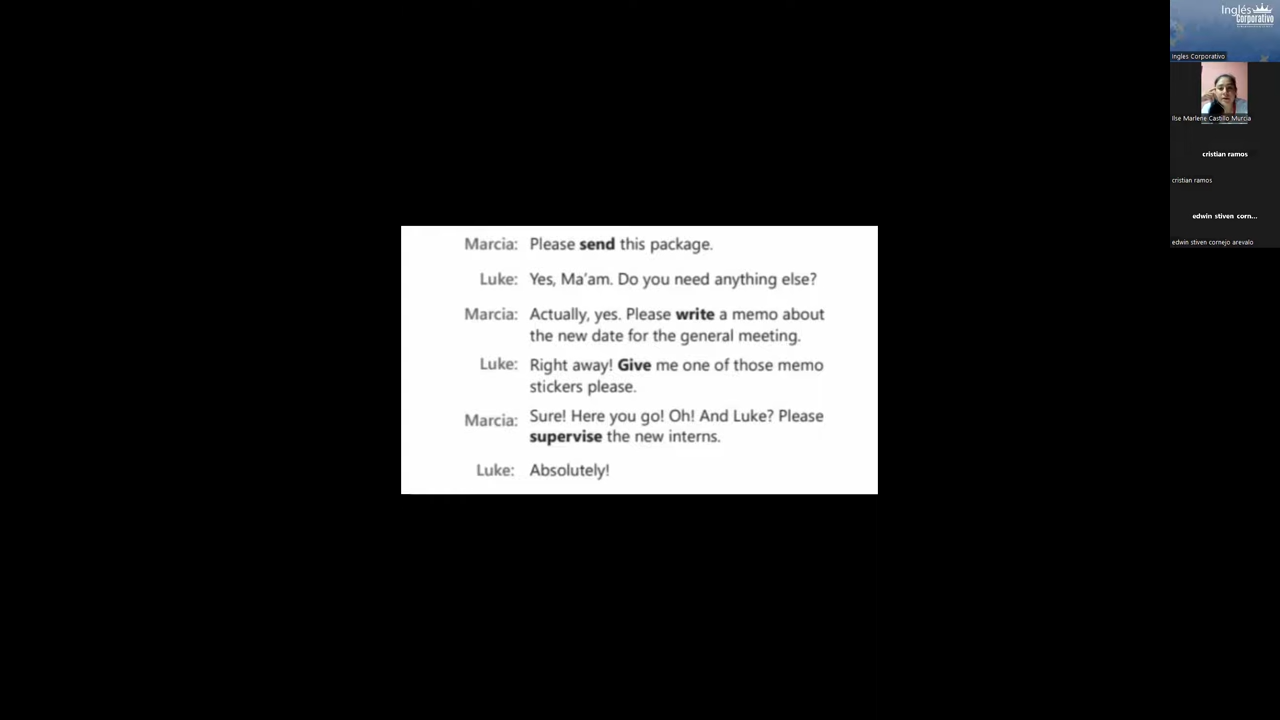 Inglés
Corporativo
ingles Corporativo
Ilse Marlene Castillo Murcia
cristian ramos
cristian ramos
edwin stiven corn...
edwin stiven cornejo arevalo
Marcia: Please send this package.
Luke: Yes, Ma'am. Do you need anything else?
Marcia: Actually, yes. Please write a memo about
the new date for the general meeting.
Luke: Right away! Give me one of those memo
stickers please.
Marcia: Sure! Here you go! Oh! And Luke? Please
supervise the new interns.
Luke: Absolutely!